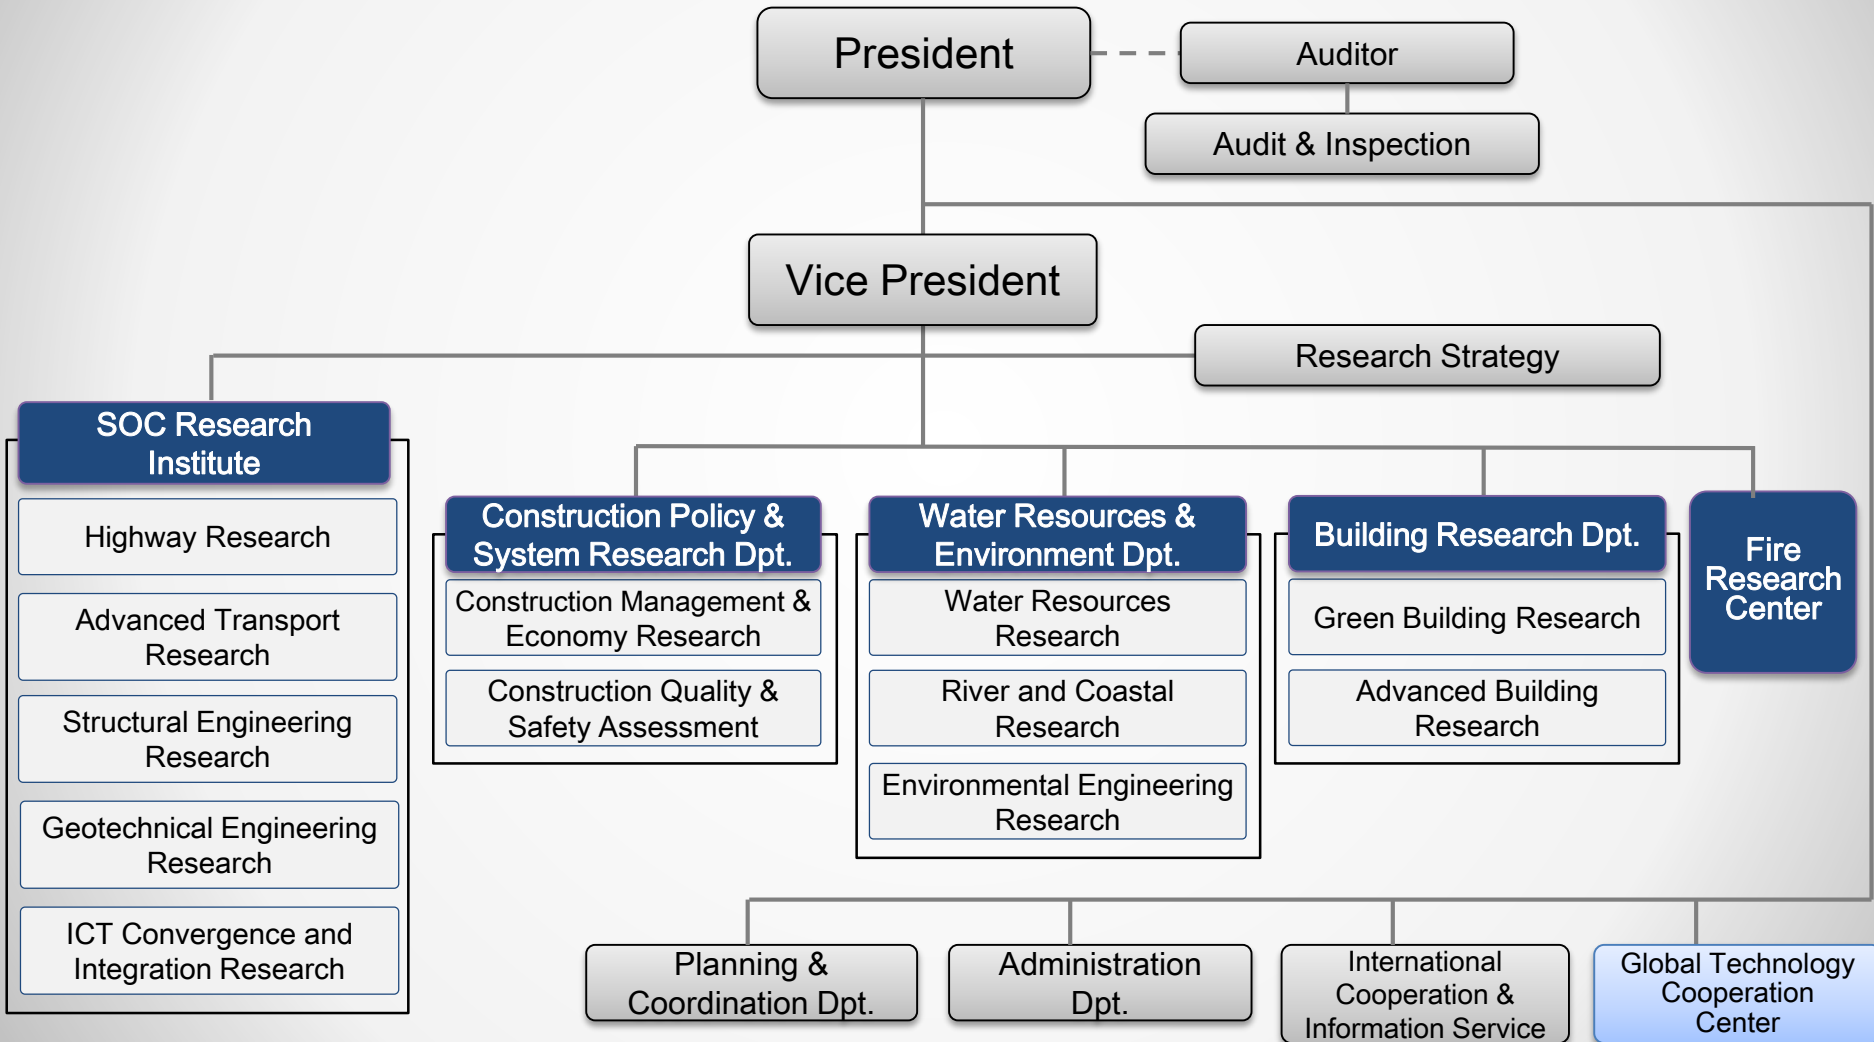 President
Auditor
Audit & Inspection
Vice President
Research Strategy
SOC Research
Institute
Highway Research
Advanced Transport
Research
Structural Engineering
Research
Geotechnical Engineering
Research
ICT Convergence and
Integration Research
Construction Policy &
System Research Dpt.
Construction Management &
Economy Research
Construction Quality &
Safety Assessment
Water Resources &
Environment Dpt.
Water Resources
Research
River and Coastal
Research
Environmental Engineering
Research
Building Research Dpt.
Green Building Research
Advanced Building
Research
Fire
Research
Center
Planning &
Coordination Dpt.
Administration
Dpt.
International
Cooperation &
Information Service
Global Technology
Cooperation
Center